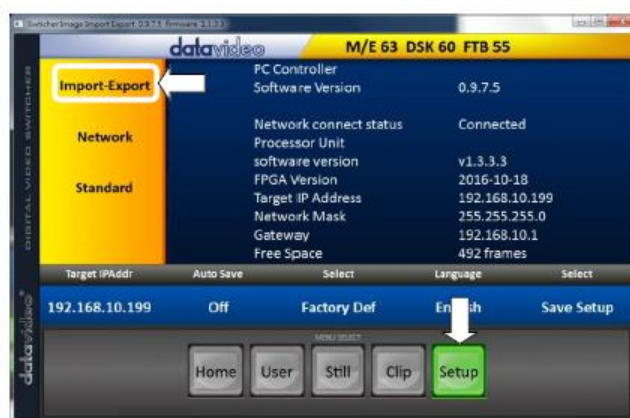 Switcher Image Import Export 0.9.7.5 firmware 1.3.3.3
datavideo
M/E 63 DSK 60 FTB 55
DIGITAL VIDEO SWITCHER
Import-Export
Network
Standard
PC Controller
Software Version 0.9.7.5
Network connect status Connected
Processor Unit
software version v1.3.3.3
FPGA Version 2016-10-18
Target IP Address 192.168.10.199
Network Mask 255.255.255.0
Gateway 192.168.10.1
Free Space 492 frames
Target IPAddr Auto Save Select Language Select
192.168.10.199 Off Factory Def Save Setup
datavideo
MENU SELECT
Home User Still Clip Setup